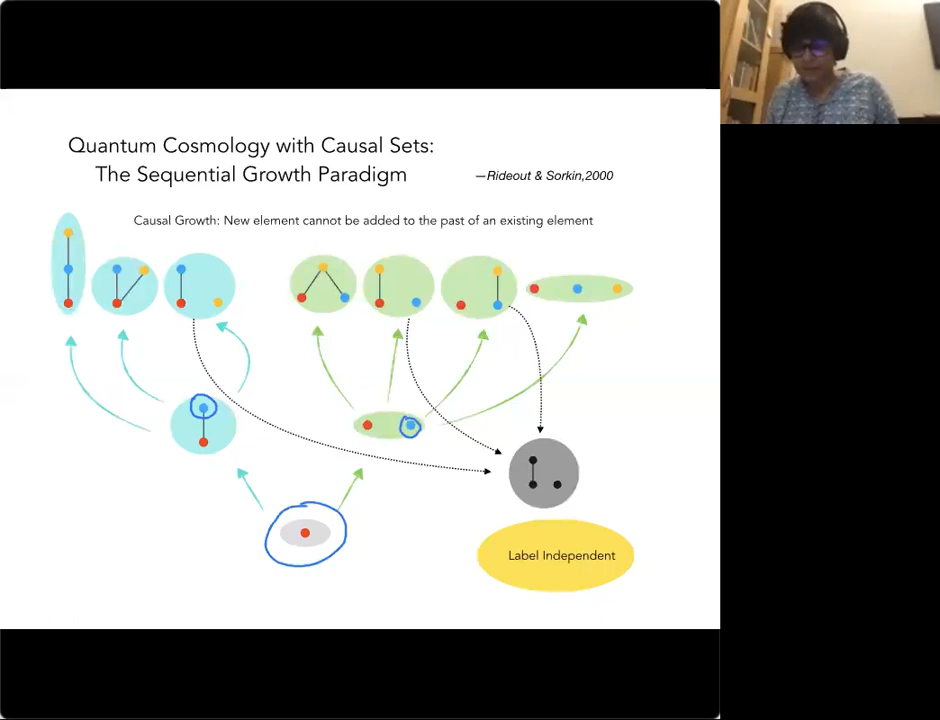 Quantum Cosmology with Causal Sets:
The Sequential Growth Paradigm
—Rideout & Sorkin,2000
Causal Growth: New element cannot be added to the past of an existing element
Label Independent